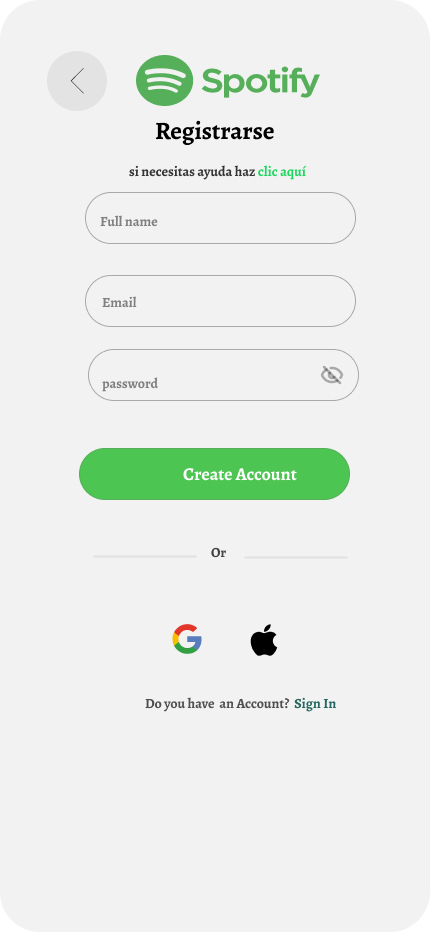 Spotify
Registrarse
si necesitas ayuda haz clic aquí
Full name
Email
password
Create Account
Or
Do you have an Account? Sign In